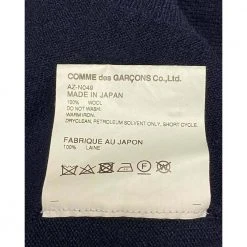 COMME des GARÇONS Co.,Ltd.
AZ-N049
MADE IN JAPAN
100% WOOL
DO NOT WASH.
WARM IRON.
DRYCLEAN, PETROLEUM SOLVENT ONLY, SHORT CYCLE.
FABRIQUE AU JAPON
100% LAINE